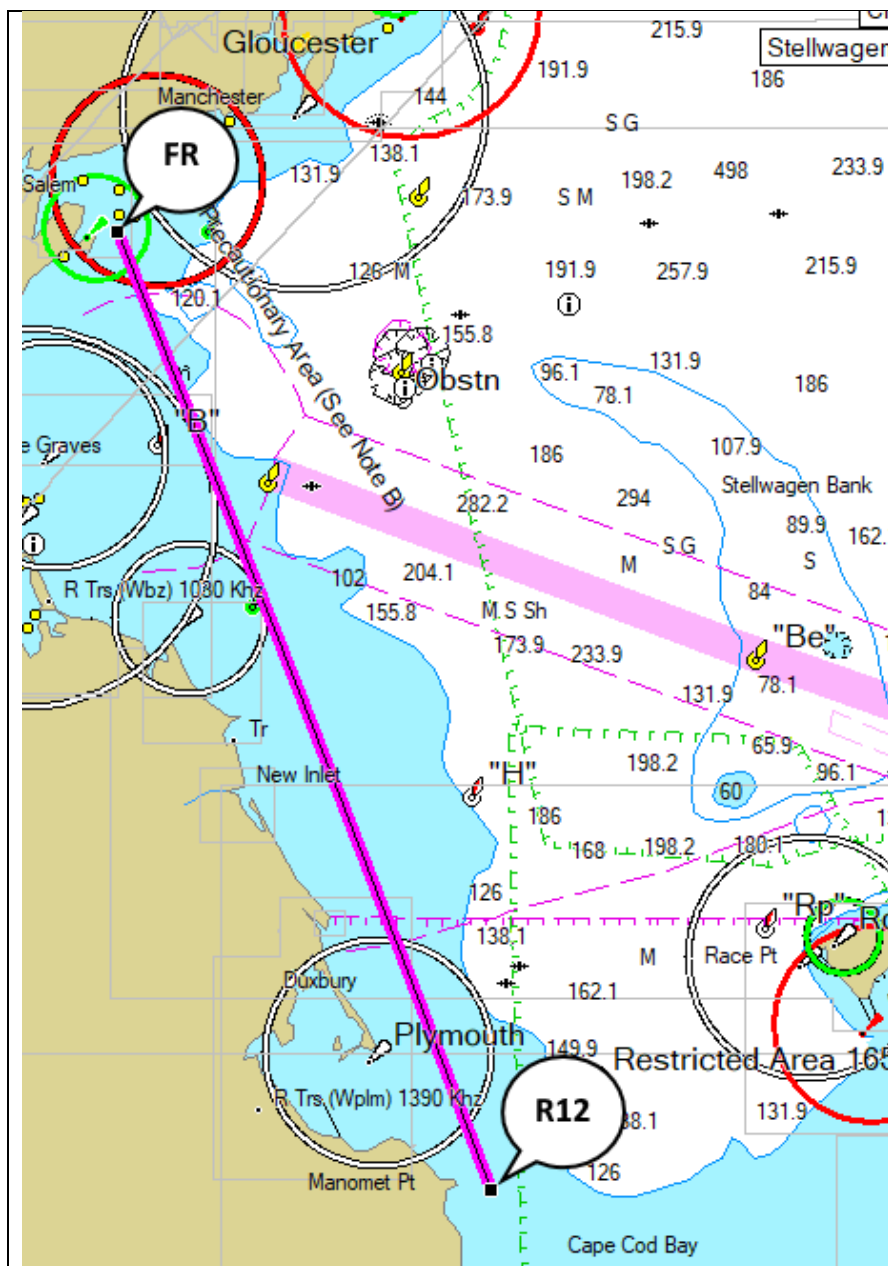 215.9
Gloucester
Stellwagen
191.9
186
Manchester
144
S G
FR
138.1
131.9
498
233.9
Salem
198.2
173.9
S M
Precautionary Area (See Note B)
126 M
191.9
257.9
215.9
120.1
155.8
131.9
96.1
Obstn
186
78.1
"B"
107.9
e Graves
186
Stellwagen Bank
282.2
294
89.9
162.
S G
S
M
204.1
102
R Trs (Wbz) 1030 Khz
84
155.8
M S Sh
"Be"
173.9
233.9
78.1
131.9
Tr
65.9
198.2
"H"
96.1
New Inlet
60
186
168
198.2
180.1
126
"Rp"
138.1
M
Race Pt
Duxbury
162.1
Plymouth
149.9
Restricted Area 165
R Trs (Wplm) 1390 Khz
R12
38.1
131.9
126
Manomet Pt
Cape Cod Bay